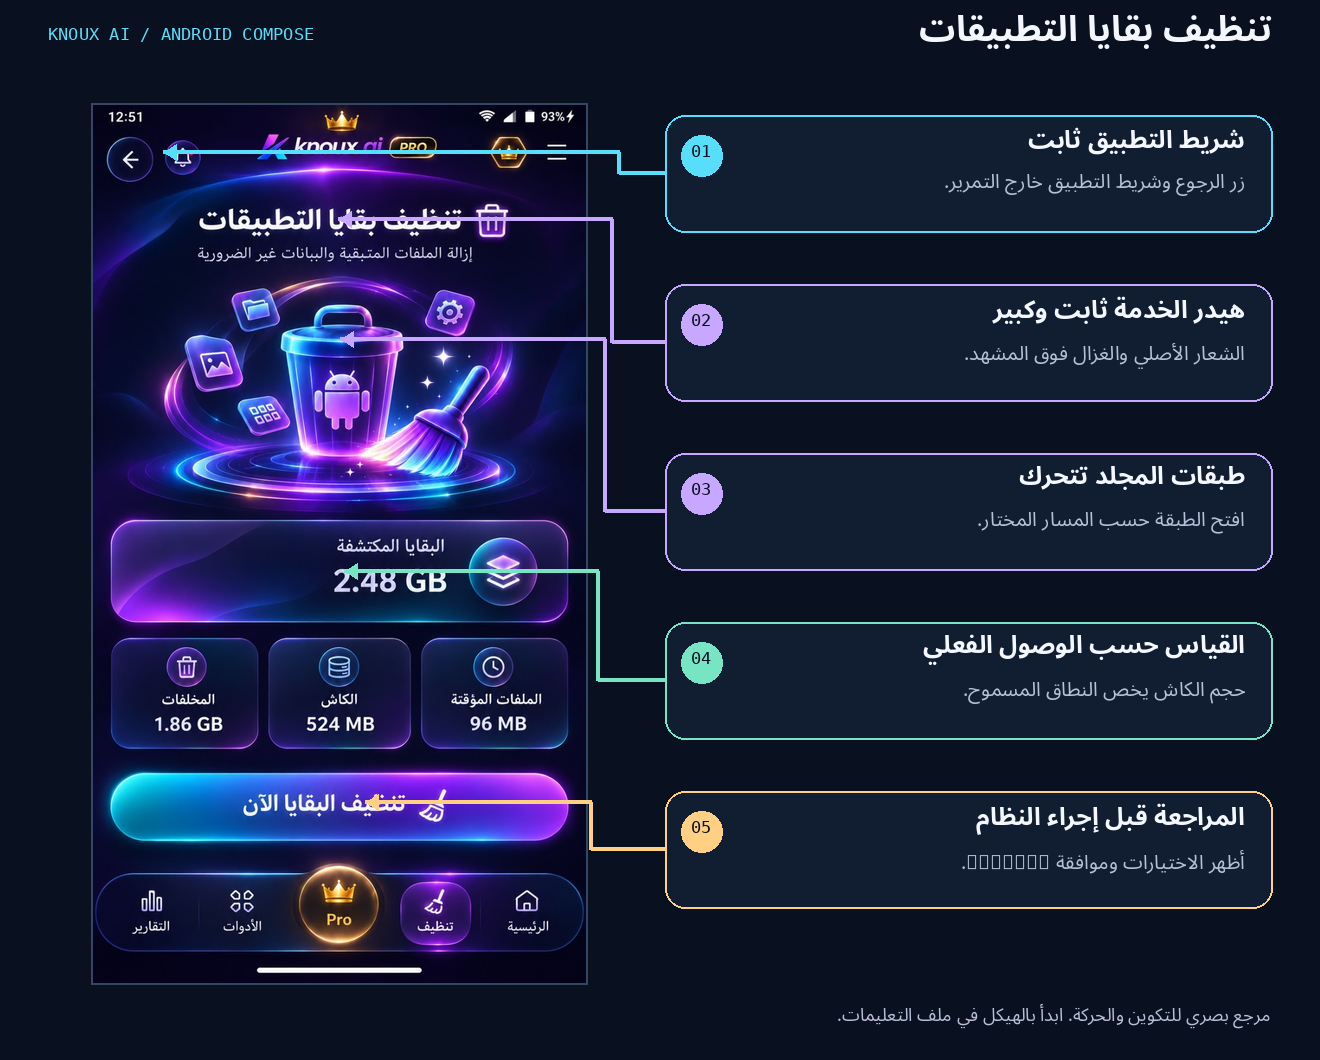 KNOUX AI / ANDROID COMPOSE
تنظيف بقايا التطبيقات
12:51
93%
knoux ai PRO
تنظيف بقايا التطبيقات
إزالة الملفات المتبقية والبيانات غير الضرورية
البقايا المكتشفة
2.48 GB
المخلفات
1.86 GB
الكاش
524 MB
الملفات المؤقتة
96 MB
تنظيف البقايا الآن
التقارير
الأدوات
Pro
تنظيف
الرئيسية
01
شريط التطبيق ثابت
زر الرجوع وشريط التطبيق خارج التمرير.
02
هيدر الخدمة ثابت وكبير
الشعار الأصلي والغزال فوق المشهد.
03
طبقات المجلد تتحرك
افتح الطبقة حسب المسار المختار.
04
القياس حسب الوصول الفعلي
حجم الكاش يخص النطاق المسموح.
05
المراجعة قبل إجراء النظام
أظهر الاختيارات وموافقة
مرجع بصري للتكوين والحركة. ابدأ بالهيكل في ملف التعليمات.